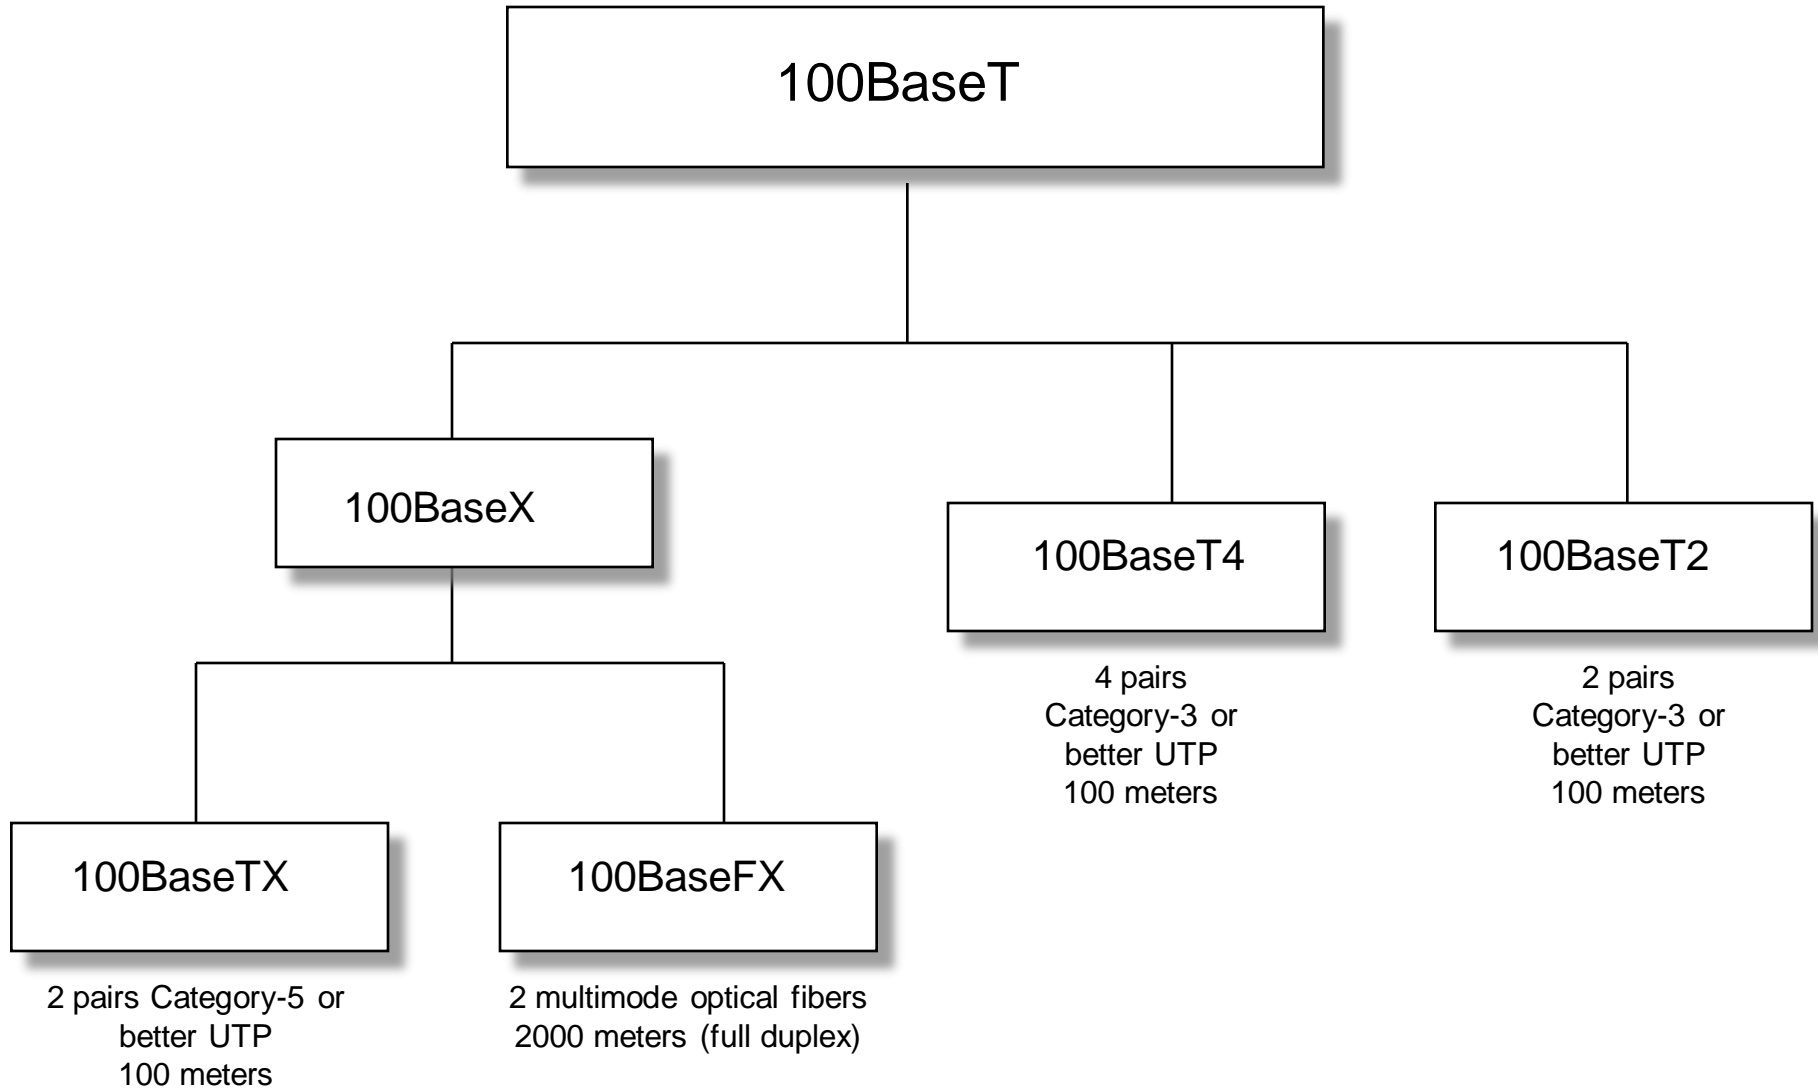 100BaseT
100BaseX
100BaseT4
100BaseT2
4 pairs
Category-3 or
better UTP
100 meters
2 pairs
Category-3 or
better UTP
100 meters
100BaseTX
100BaseFX
2 pairs Category-5 or
better UTP
100 meters
2 multimode optical fibers
2000 meters (full duplex)